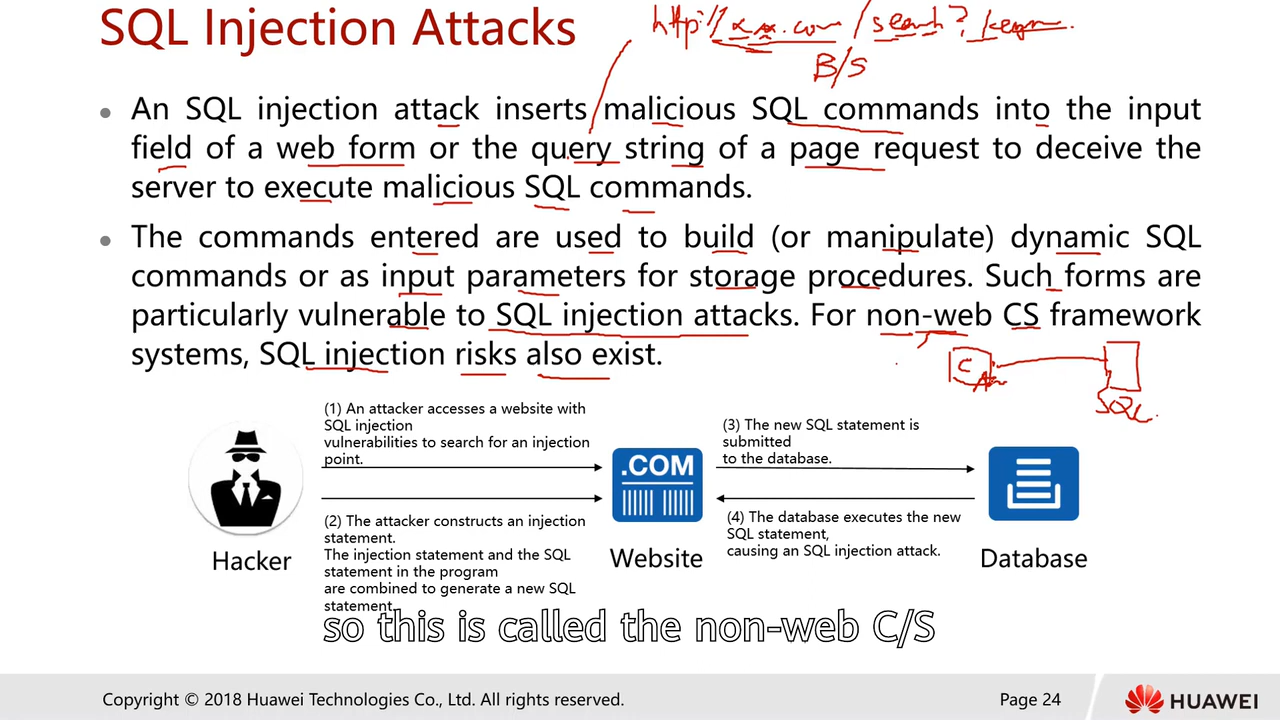 SQL Injection Attacks
http://xx.com/search?
B/S
An SQL injection attack inserts malicious SQL commands into the input
field of a web form or the query string of a page request to deceive the
server to execute malicious SQL commands.
The commands entered are used to build (or manipulate) dynamic SQL
commands or as input parameters for storage procedures. Such forms are
particularly vulnerable to SQL injection attacks. For non-web CS framework
systems, SQL injection risks also exist.
C
SQL
(1) An attacker accesses a website with
SQL injection
vulnerabilities to search for an injection
point.
(2) The attacker constructs an injection
statement.
The injection statement and the SQL
statement in the program
are combined to generate a new SQL
statement.
(3) The new SQL statement is
submitted
to the database.
(4) The database executes the new
SQL statement,
causing an SQL injection attack.
.COM
Hacker
Website
Database
so this is called the non-web C/S
Copyright © 2018 Huawei Technologies Co., Ltd. All rights reserved.
Page 24
HUAWEI